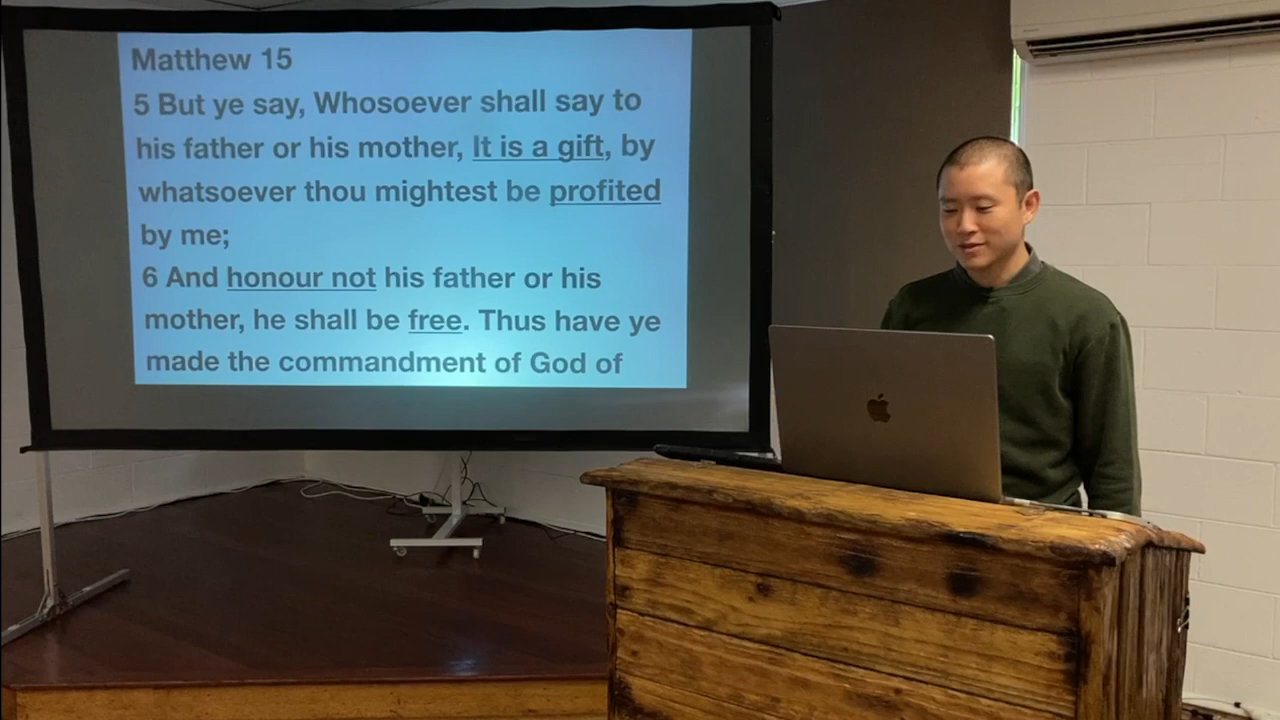 Matthew 15
5 But ye say, Whosoever shall say to
his father or his mother, It is a gift, by
whatsoever thou mightest be profited
by me;
6 And honour not his father or his
mother, he shall be free. Thus have ye
made the commandment of God of